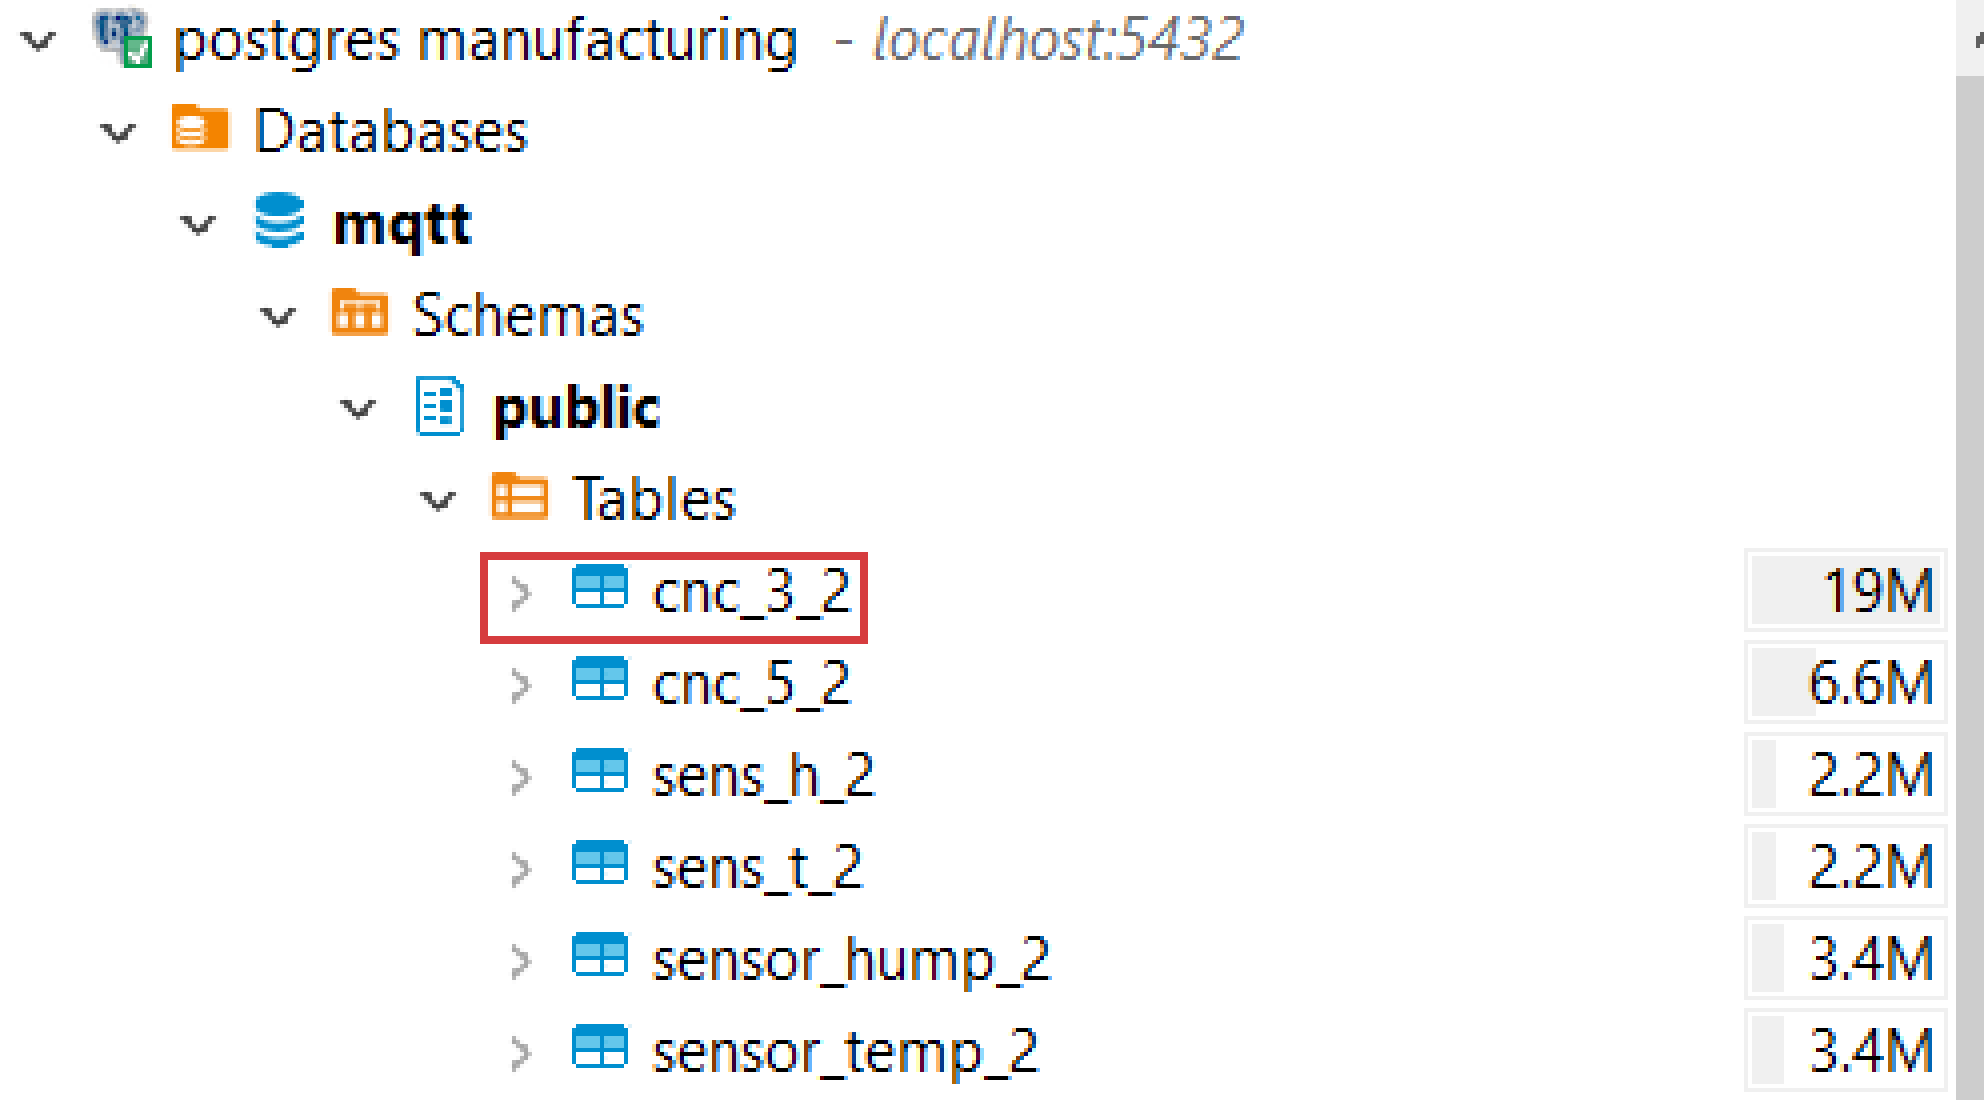 postgres manufacturing - localhost:5432
Databases
mqtt
Schemas
public
Tables
cnc_3_2 19M
cnc_5_2 6.6M
sens_h_2 2.2M
sens_t_2 2.2M
sensor_hump_2 3.4M
sensor_temp_2 3.4M